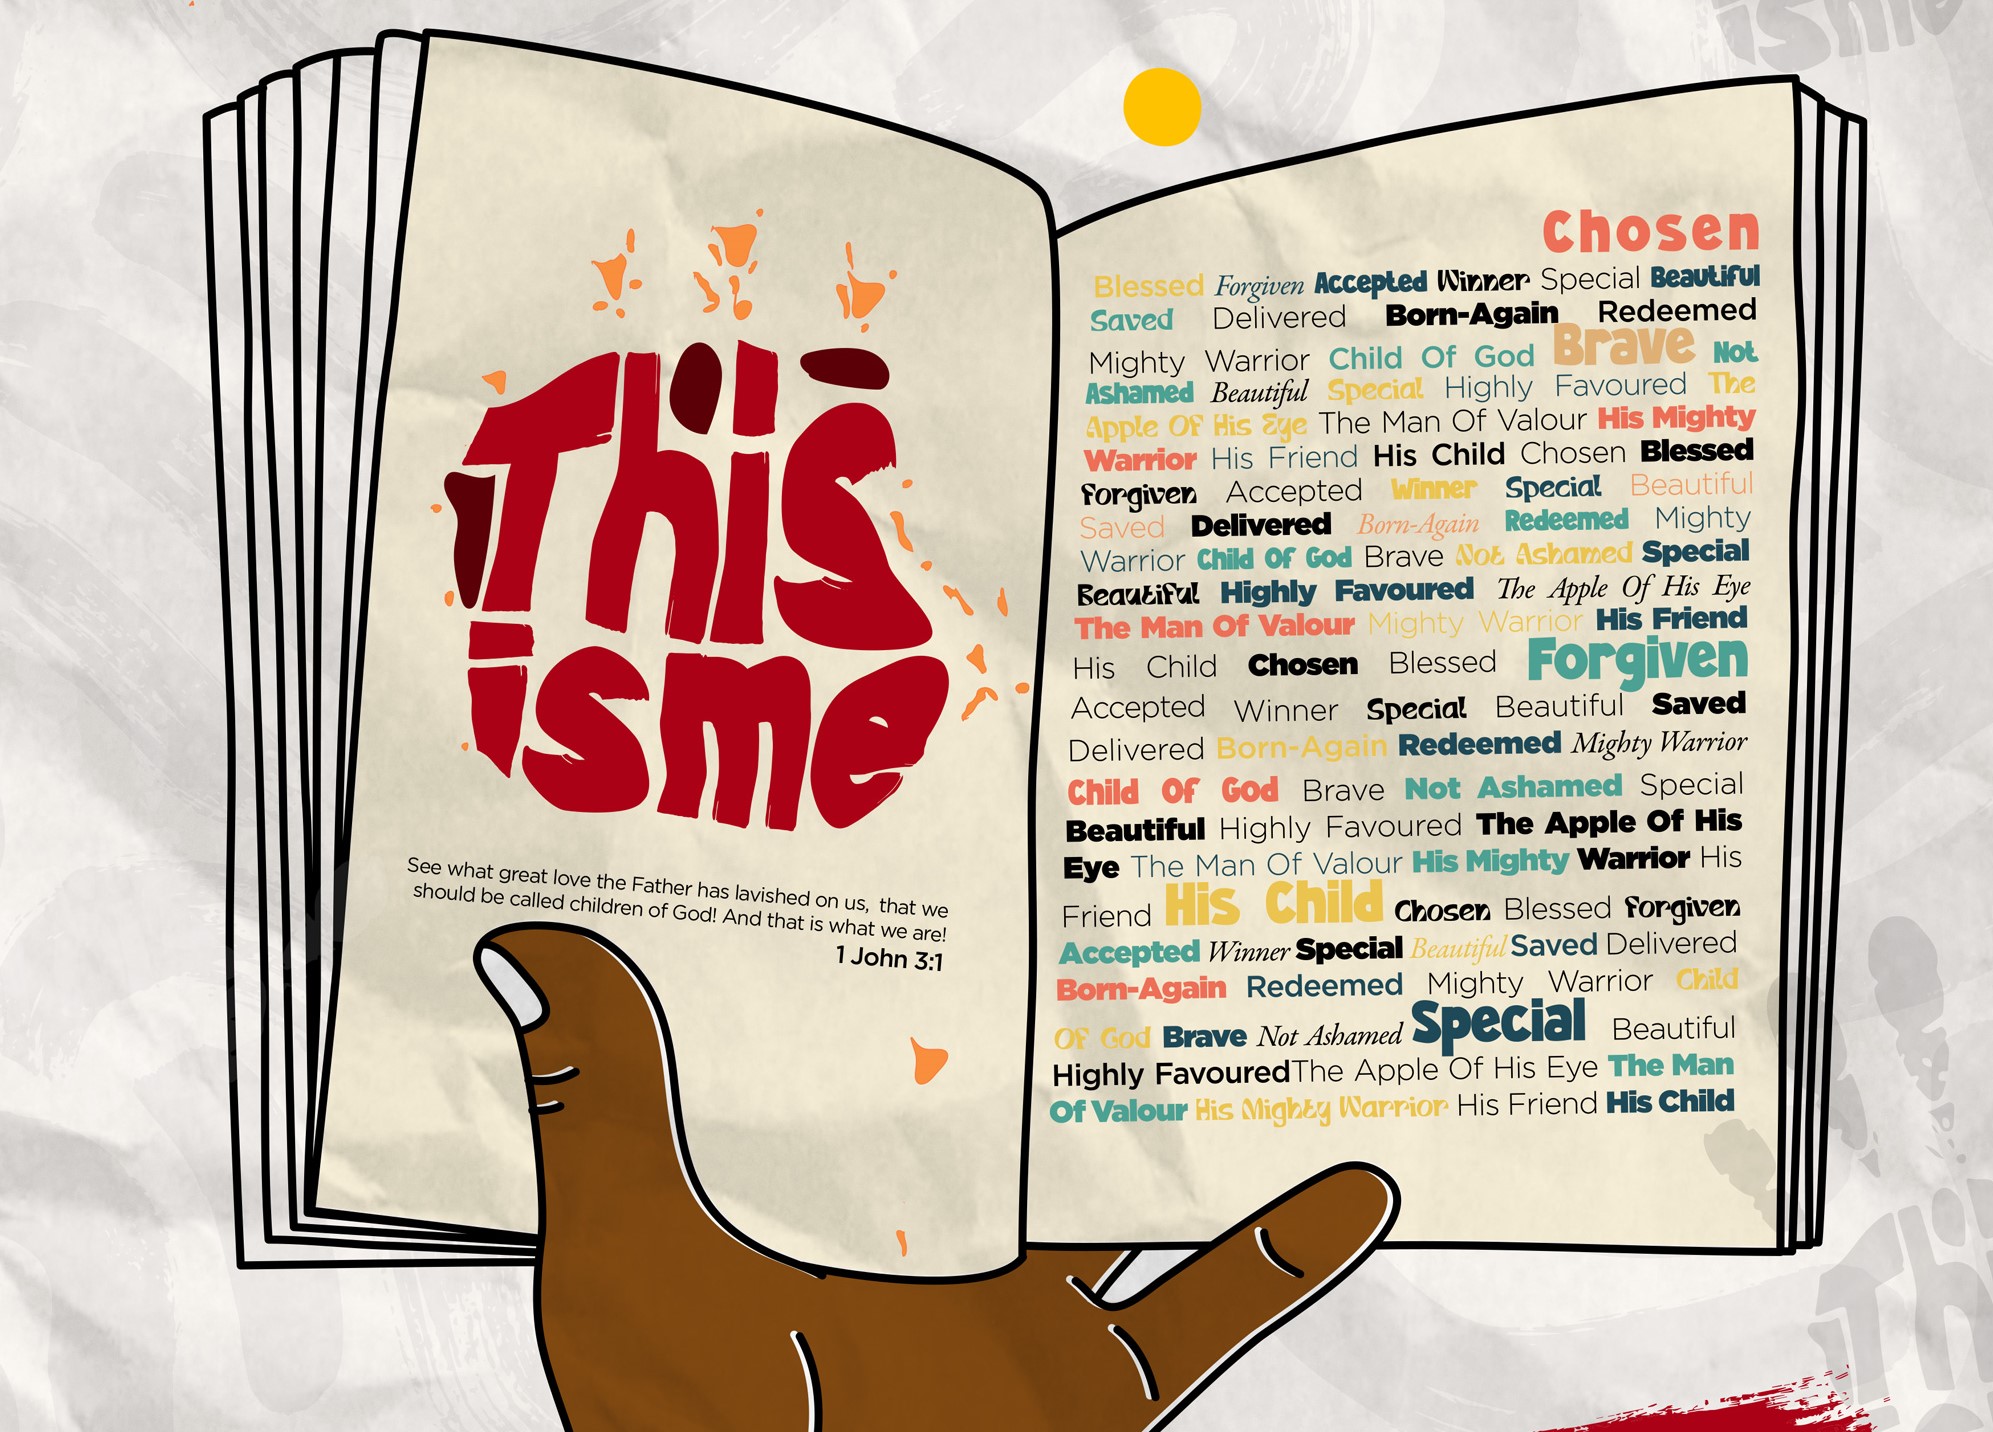 This
is me
See what great love the Father has lavished on us, that we
should be called children of God! And that is what we are!
1 John 3:1
Chosen
Blessed Forgiven Accepted Winner Special Beautiful
Saved Delivered Born-Again Redeemed
Mighty Warrior Child Of God Brave Not
Ashamed Beautiful Special Highly Favoured The
Apple Of His Eye The Man Of Valour His Mighty
Warrior His Friend His Child Chosen Blessed
Forgiven Accepted Winner Special Beautiful
Saved Delivered Born-Again Redeemed Mighty
Warrior Child Of God Brave Not Ashamed Special
Beautiful Highly Favoured The Apple Of His Eye
The Man Of Valour Mighty Warrior His Friend
His Child Chosen Blessed Forgiven
Accepted Winner Special Beautiful Saved
Delivered Born-Again Redeemed Mighty Warrior
Child Of God Brave Not Ashamed Special
Beautiful Highly Favoured The Apple Of His
Eye The Man Of Valour His Mighty Warrior His
Friend His Child Chosen Blessed Forgiven
Accepted Winner Special Beautiful Saved Delivered
Born-Again Redeemed Mighty Warrior Child
Of God Brave Not Ashamed Special Beautiful
Highly Favoured The Apple Of His Eye The Man
Of Valour His Mighty Warrior His Friend His Child